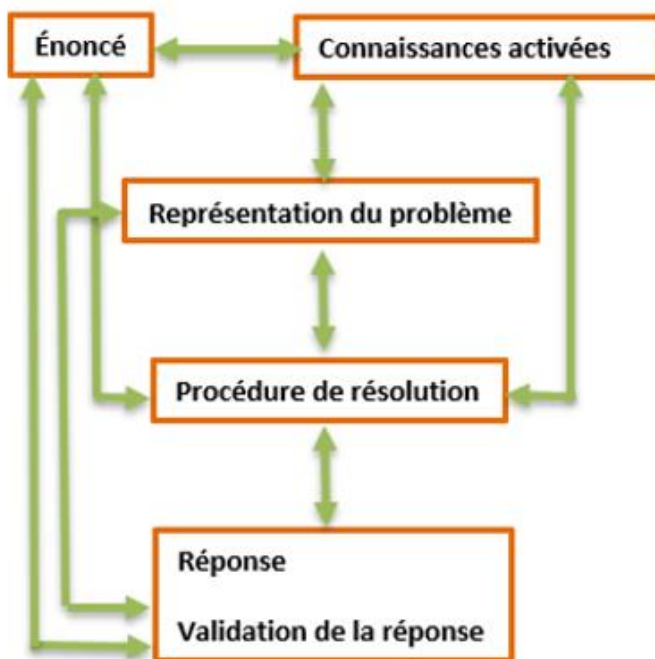 Énoncé
Connaissances activées
Représentation du problème
Procédure de résolution
Réponse
Validation de la réponse